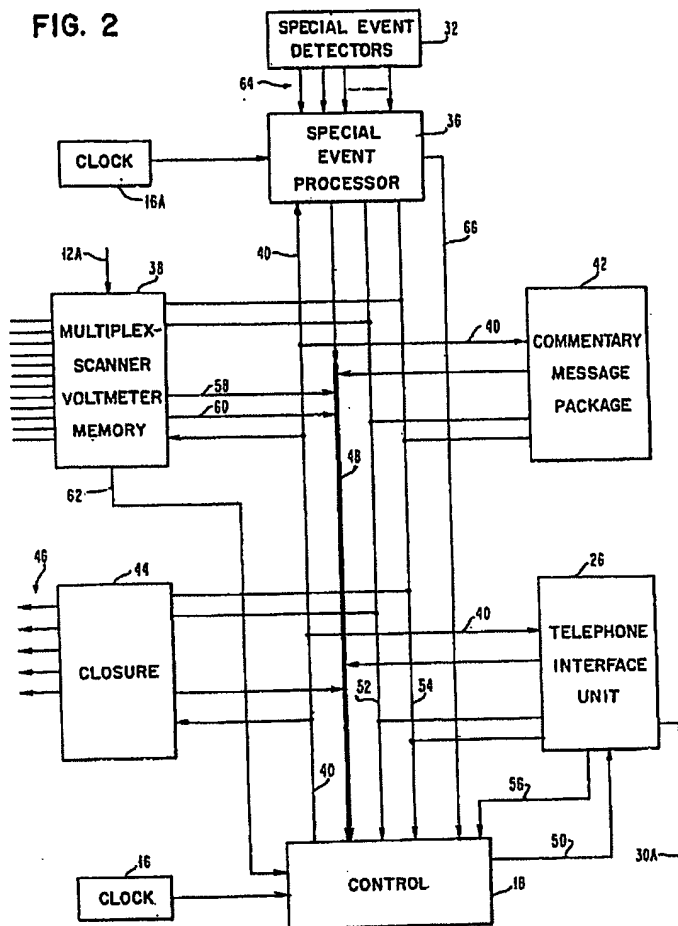 FIG. 2
SPECIAL EVENT
DETECTORS
32
64
36
SPECIAL
EVENT
PROCESSOR
CLOCK
16A
40
66
12A
38
42
MULTIPLEX-
SCANNER
VOLTMETER
MEMORY
58
60
40
COMMENTARY
MESSAGE
PACKAGE
48
62
46
44
26
CLOSURE
40
TELEPHONE
INTERFACE
UNIT
52
54
40
56
50
30A
16
CLOCK
CONTROL
18